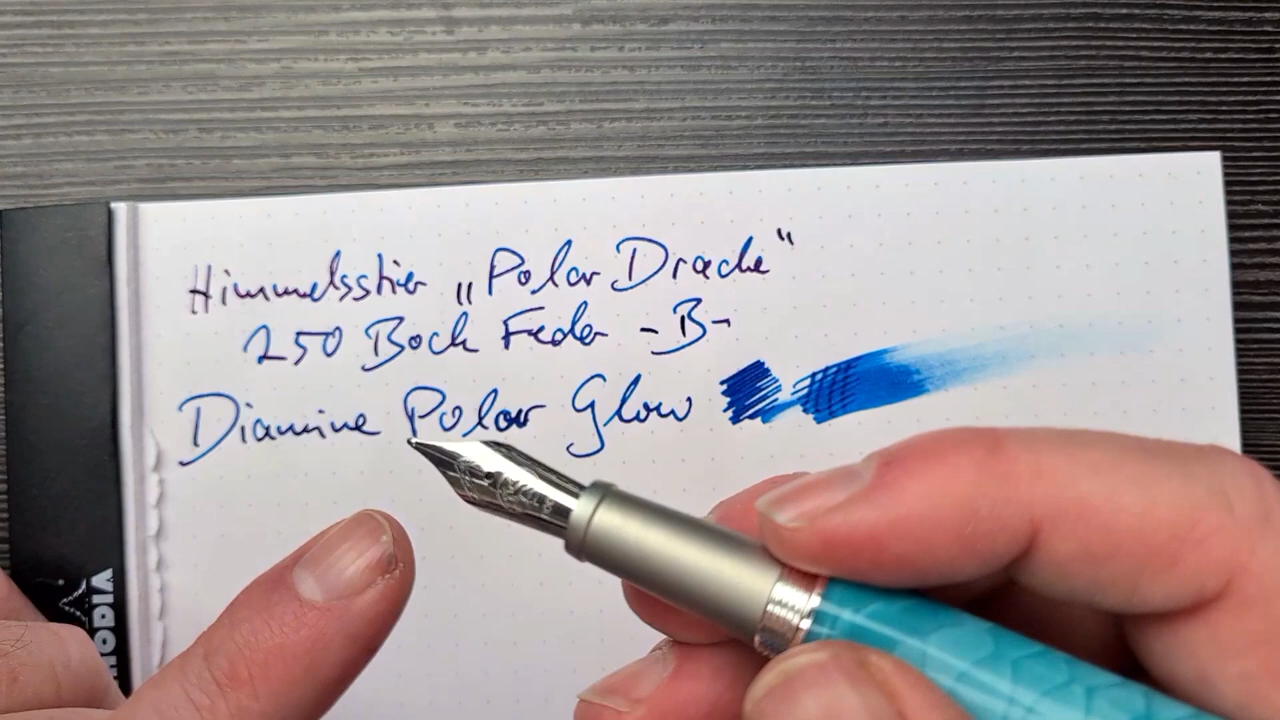 Himmelsstier „Polar Drache“
250 Bock Feder -B-
Diamine Polar Glow